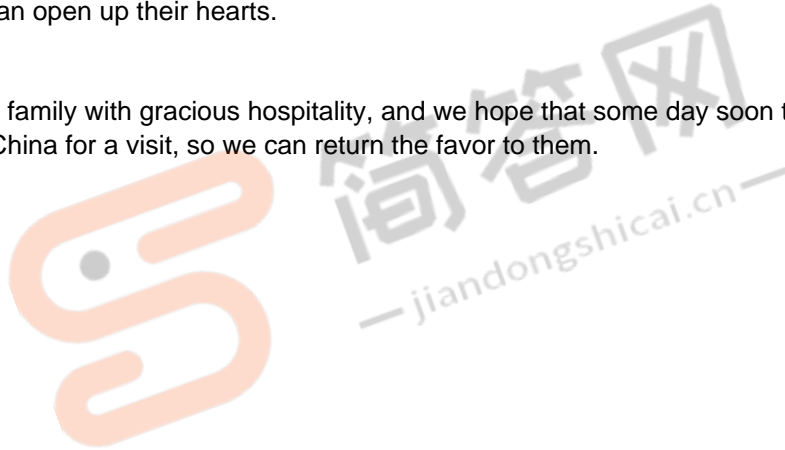 an open up their hearts.
family with gracious hospitality, and we hope that some day soon t
China for a visit, so we can return the favor to them.
简答网
jiandongshicai.cn